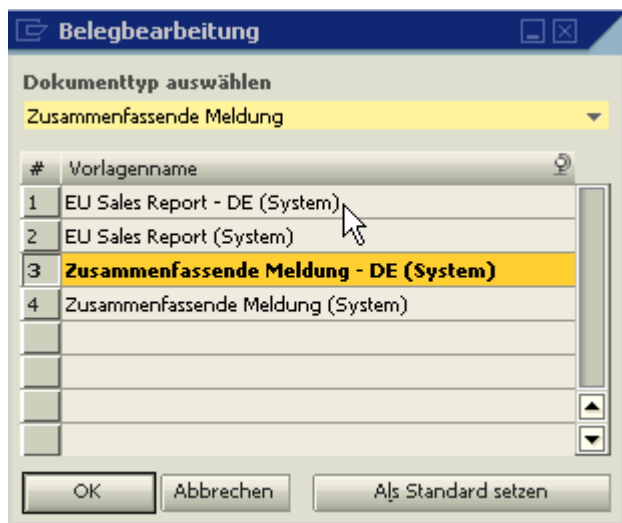 Belegbearbeitung
Dokumenttyp auswählen
Zusammenfassende Meldung
# Vorlagenname
1 EU Sales Report - DE (System)
2 EU Sales Report (System)
3 Zusammenfassende Meldung - DE (System)
4 Zusammenfassende Meldung (System)
OK Abbrechen Als Standard setzen